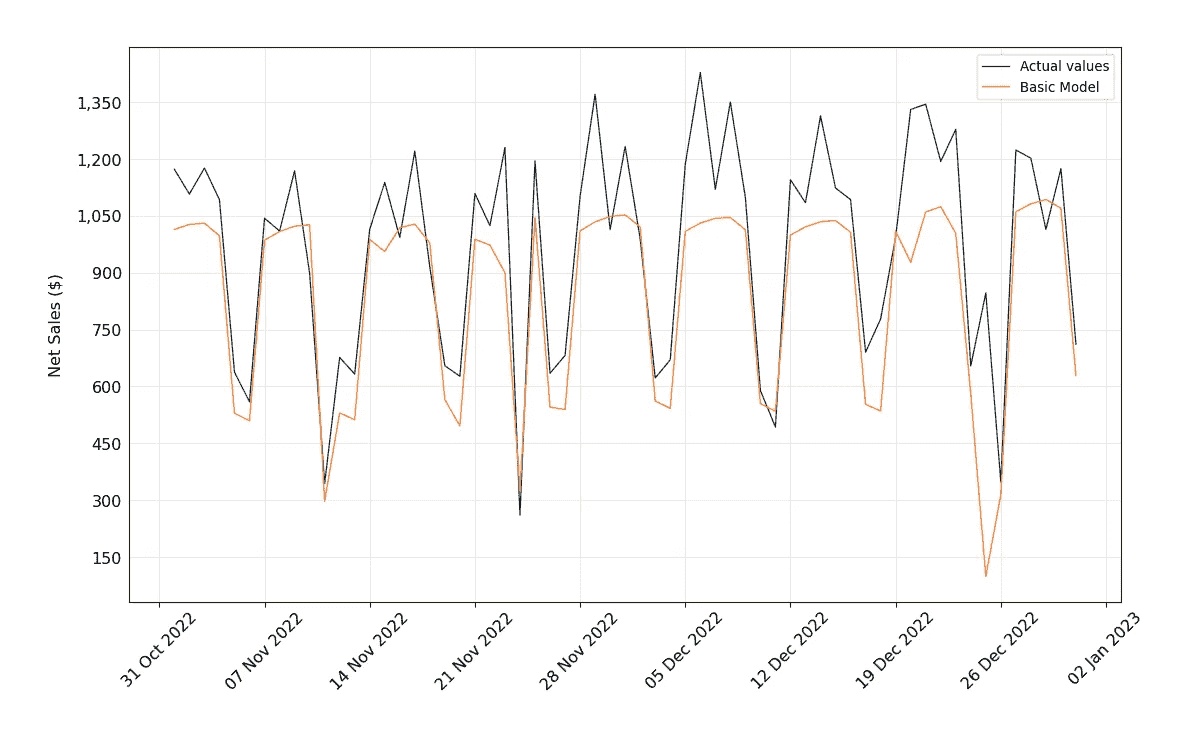 Actual values
Basic Model
Net Sales ($)
1,350
1,200
1,050
900
750
600
450
300
150
31 Oct 2022
07 Nov 2022
14 Nov 2022
21 Nov 2022
28 Nov 2022
05 Dec 2022
12 Dec 2022
19 Dec 2022
26 Dec 2022
02 Jan 2023